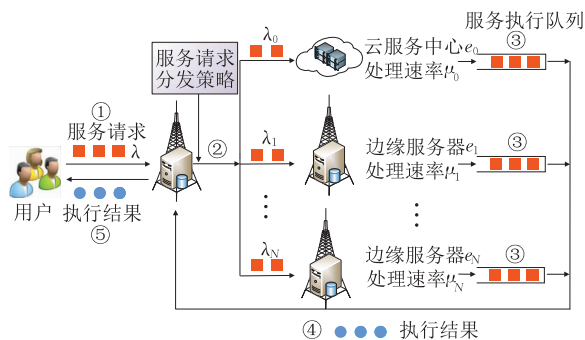 服务执行队列
λ₀
云服务中心e₀
③
服务请求
分发策略
处理速率μ₀
①
服务请求
λ
②
λ₁
边缘服务器e₁
③
处理速率μ₁
用户
执行结果
⑤
λN
边缘服务器eN
③
处理速率μN
④
执行结果